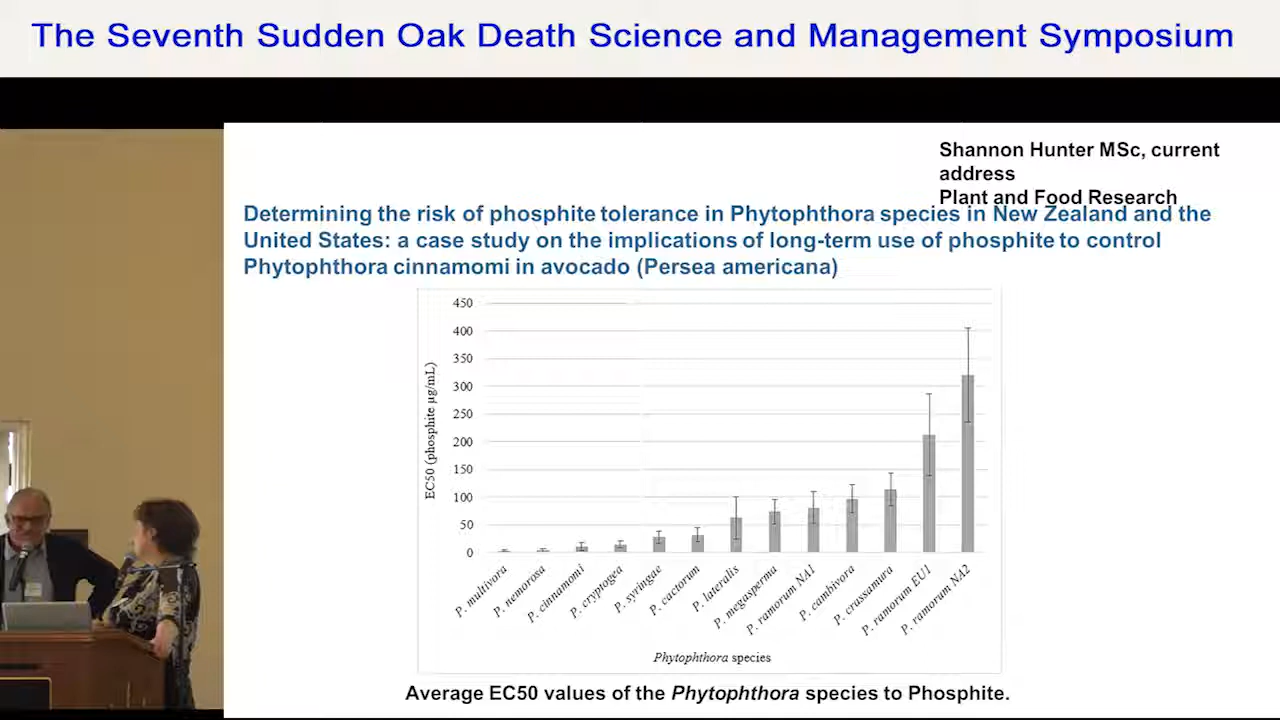 The Seventh Sudden Oak Death Science and Management Symposium
Shannon Hunter MSc, current
address
Plant and Food Research
Determining the risk of phosphite tolerance in Phytophthora species in New Zealand and the
United States: a case study on the implications of long-term use of phosphite to control
Phytophthora cinnamomi in avocado (Persea americana)
450
400
350
300
250
200
150
100
50
0
EC50 (phosphite µg/mL)
P. multivora
P. nemorosa
P. cinnamomi
P. cryptogea
P. syringae
P. cactorum
P. lateralis
P. megasperma
P. ramorum NA1
P. cambivora
P. crassamura
P. ramorum EU1
P. ramorum NA2
Phytophthora species
Average EC50 values of the Phytophthora species to Phosphite.